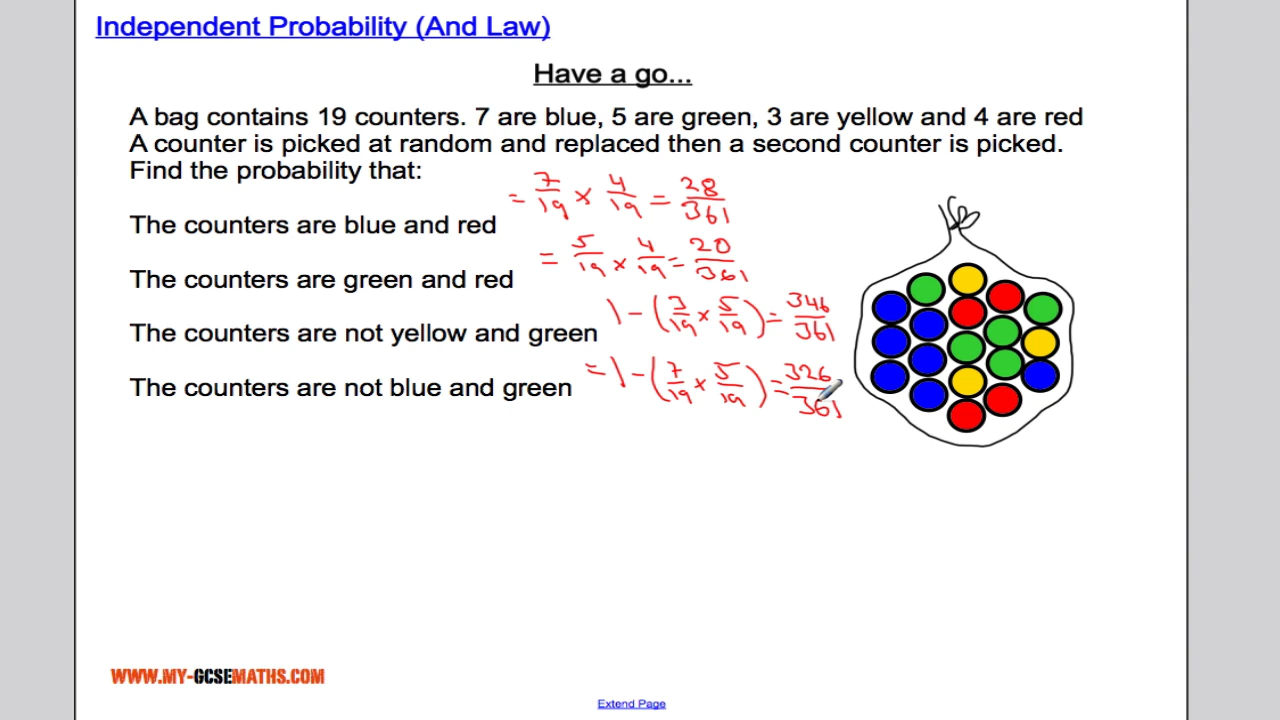 Independent Probability (And Law)
Have a go...
A bag contains 19 counters. 7 are blue, 5 are green, 3 are yellow and 4 are red
A counter is picked at random and replaced then a second counter is picked.
Find the probability that:
= 7/19 × 4/19 = 28/361
The counters are blue and red
= 5/19 × 4/19 = 20/361
The counters are green and red
1 - (3/19 × 5/19) = 346/361
The counters are not yellow and green
= 1 - (7/19 × 5/19) = 326/361
The counters are not blue and green
WWW.MY-GCSEMATHS.COM
Extend Page